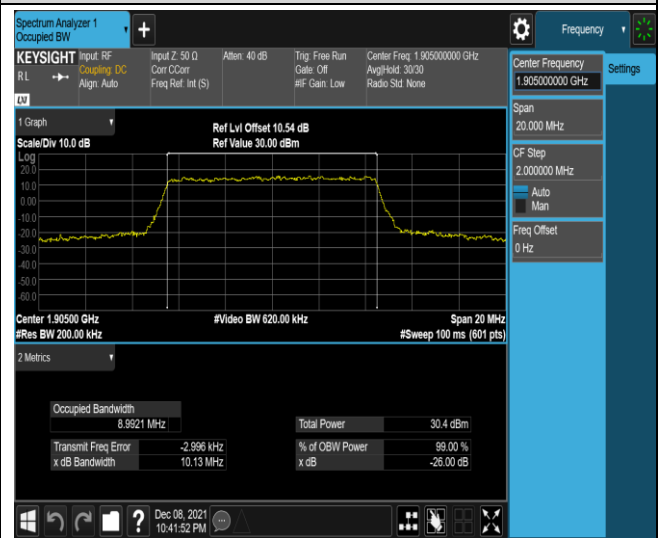 Spectrum Analyzer 1
Occupied BW
Frequency
KEYSIGHT
R L
LXI
Input: RF
Coupling: DC
Align: Auto
Input Z: 50 Ω
Corr CCorr
Freq Ref: Int (S)
Atten: 40 dB
Trig: Free Run
Gate: Off
#IF Gain: Low
Center Freq: 1.905000000 GHz
Avg|Hold: 30/30
Radio Std: None
Center Frequency
1.905000000 GHz
Settings
Span
20.000 MHz
CF Step
2.000000 MHz
Auto
Man
Freq Offset
0 Hz
1 Graph
Ref Lvl Offset 10.54 dB
Scale/Div 10.0 dB
Ref Value 30.00 dBm
Log
20.0
10.0
0.00
-10.0
-20.0
-30.0
-40.0
-50.0
-60.0
Center 1.90500 GHz
#Video BW 620.00 kHz
Span 20 MHz
#Res BW 200.00 kHz
#Sweep 100 ms (601 pts)
2 Metrics
Occupied Bandwidth
8.9921 MHz
Total Power 30.4 dBm
Transmit Freq Error -2.996 kHz
% of OBW Power 99.00 %
x dB Bandwidth 10.13 MHz
x dB -26.00 dB
?
Dec 08, 2021
10:41:52 PM